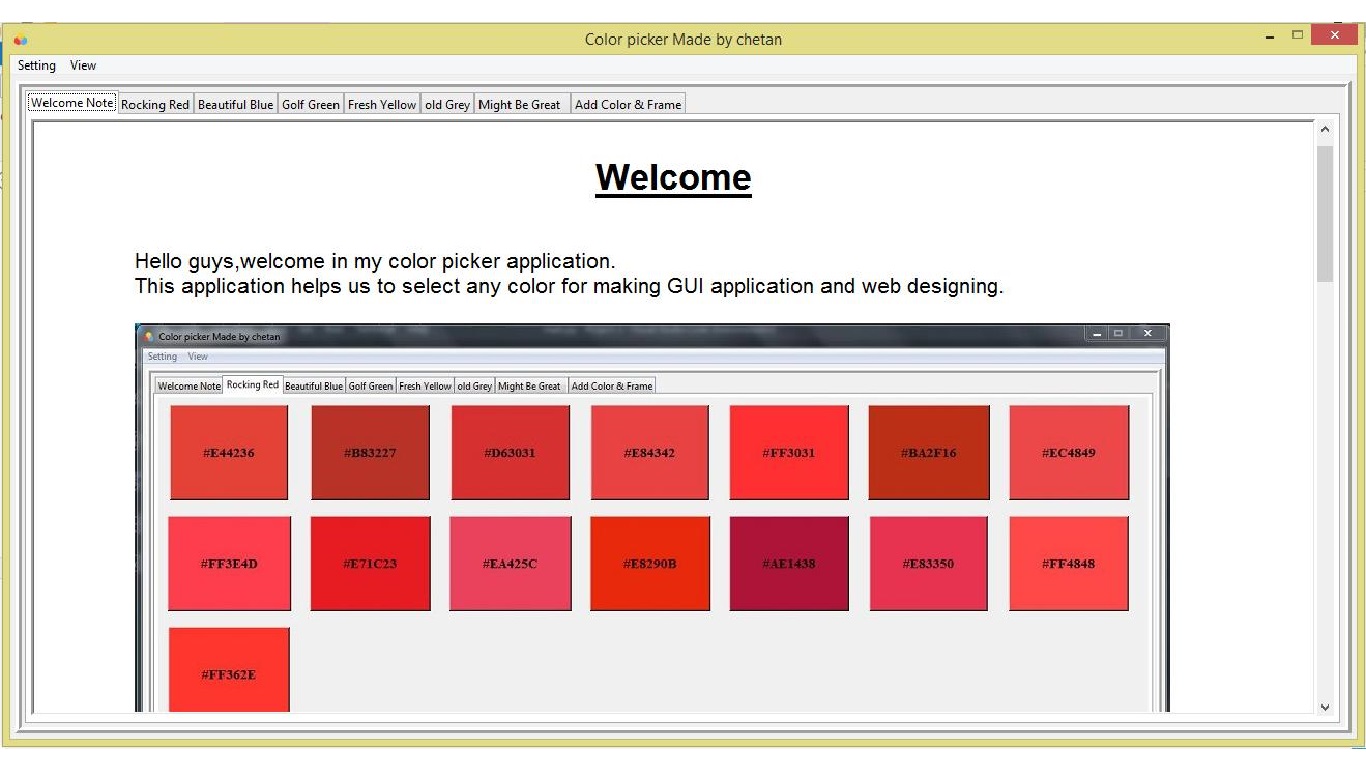 Color picker Made by chetan
Setting View
Welcome Note Rocking Red Beautiful Blue Golf Green Fresh Yellow old Grey Might Be Great Add Color & Frame
Welcome
Hello guys,welcome in my color picker application.
This application helps us to select any color for making GUI application and web designing.
Color picker Made by chetan
Setting View
Welcome Note Rocking Red Beautiful Blue Golf Green Fresh Yellow old Grey Might Be Great Add Color & Frame
#E44236 #B83227 #D63031 #E84342 #FF3031 #BA2F16 #EC4849
#FF3E4D #E71C23 #EA425C #E8290B #AE1438 #E83350 #FF4848
#FF362E